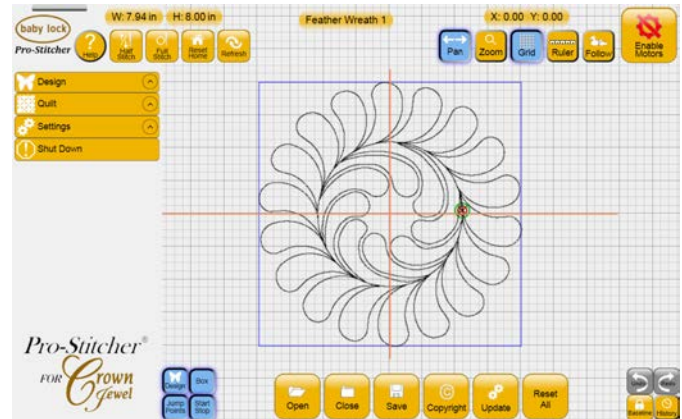 W: 7.94 in H: 8.00 in
Feather Wreath 1
X: 0.00 Y: 0.00
baby lock
Pro-Stitcher
Help
Half Stitch
Full Stitch
Reset Home
Refresh
Pan
Zoom
Grid
Ruler
Follow
Enable Motors
Design
Quilt
Settings
Shut Down
Pro-Stitcher®
FOR Crown
Jewel
Design
Box
Jump Points
Start Stop
Open
Close
Save
Copyright
Update
Reset All
Undo
Redo
Baseline
History